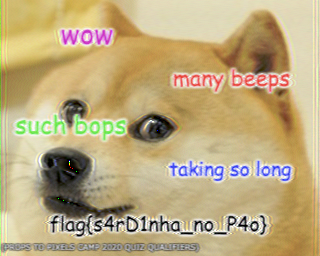 wow
many beeps
such bops
taking so long
flag{s4rD1nha_no_P4o}
(PROPS TO PIXELS CAMP 2020 QUIZ QUALIFIERS)